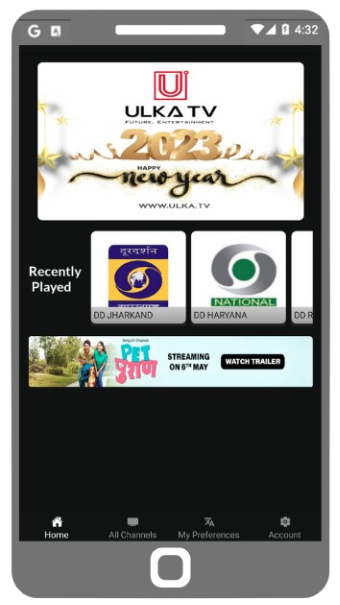 G A 4:32
U
ULKA TV
FUTURE. ENTERTAINMENT
2023
HAPPY
new year
WWW.ULKA.TV
Recently
Played
दूरदर्शन
DD JHARKAND
NATIONAL
DD HARYANA
DD R
PET
पुराण
STREAMING
ON 6TH MAY
WATCH TRAILER
Home
All Channels
My Preferences
Account